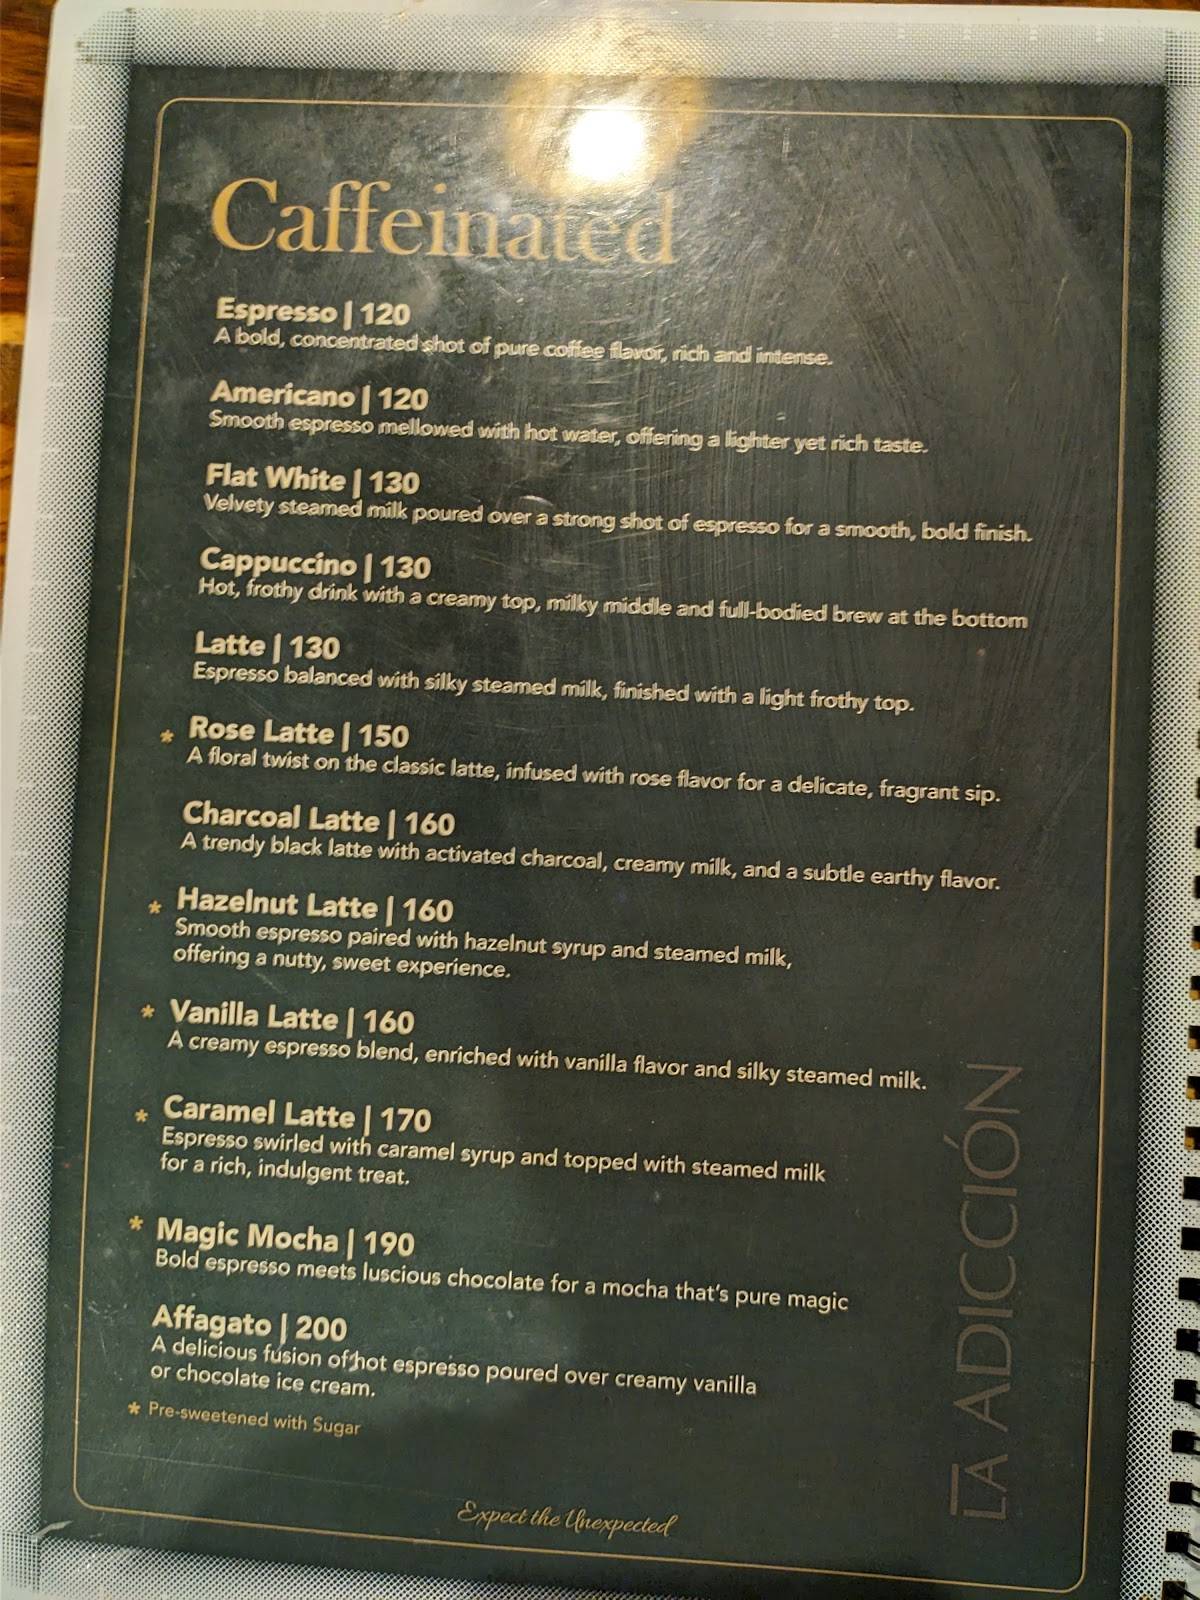 Caffeinated
Espresso | 120
A bold, concentrated shot of pure coffee flavor, rich and intense.
Americano | 120
Smooth espresso mellowed with hot water, offering a lighter yet rich taste.
Flat White | 130
Velvety steamed milk poured over a strong shot of espresso for a smooth, bold finish.
Cappuccino | 130
Hot, frothy drink with a creamy top, milky middle and full-bodied brew at the bottom
Latte | 130
Espresso balanced with silky steamed milk, finished with a light frothy top.
* Rose Latte | 150
A floral twist on the classic latte, infused with rose flavor for a delicate, fragrant sip.
Charcoal Latte | 160
A trendy black latte with activated charcoal, creamy milk, and a subtle earthy flavor.
* Hazelnut Latte | 160
Smooth espresso paired with hazelnut syrup and steamed milk,
offering a nutty, sweet experience.
* Vanilla Latte | 160
A creamy espresso blend, enriched with vanilla flavor and silky steamed milk.
* Caramel Latte | 170
Espresso swirled with caramel syrup and topped with steamed milk
for a rich, indulgent treat.
* Magic Mocha | 190
Bold espresso meets luscious chocolate for a mocha that's pure magic
Affagato | 200
A delicious fusion of hot espresso poured over creamy vanilla
or chocolate ice cream.
* Pre-sweetened with Sugar
LA ADICCIÓN
Expect the Unexpected